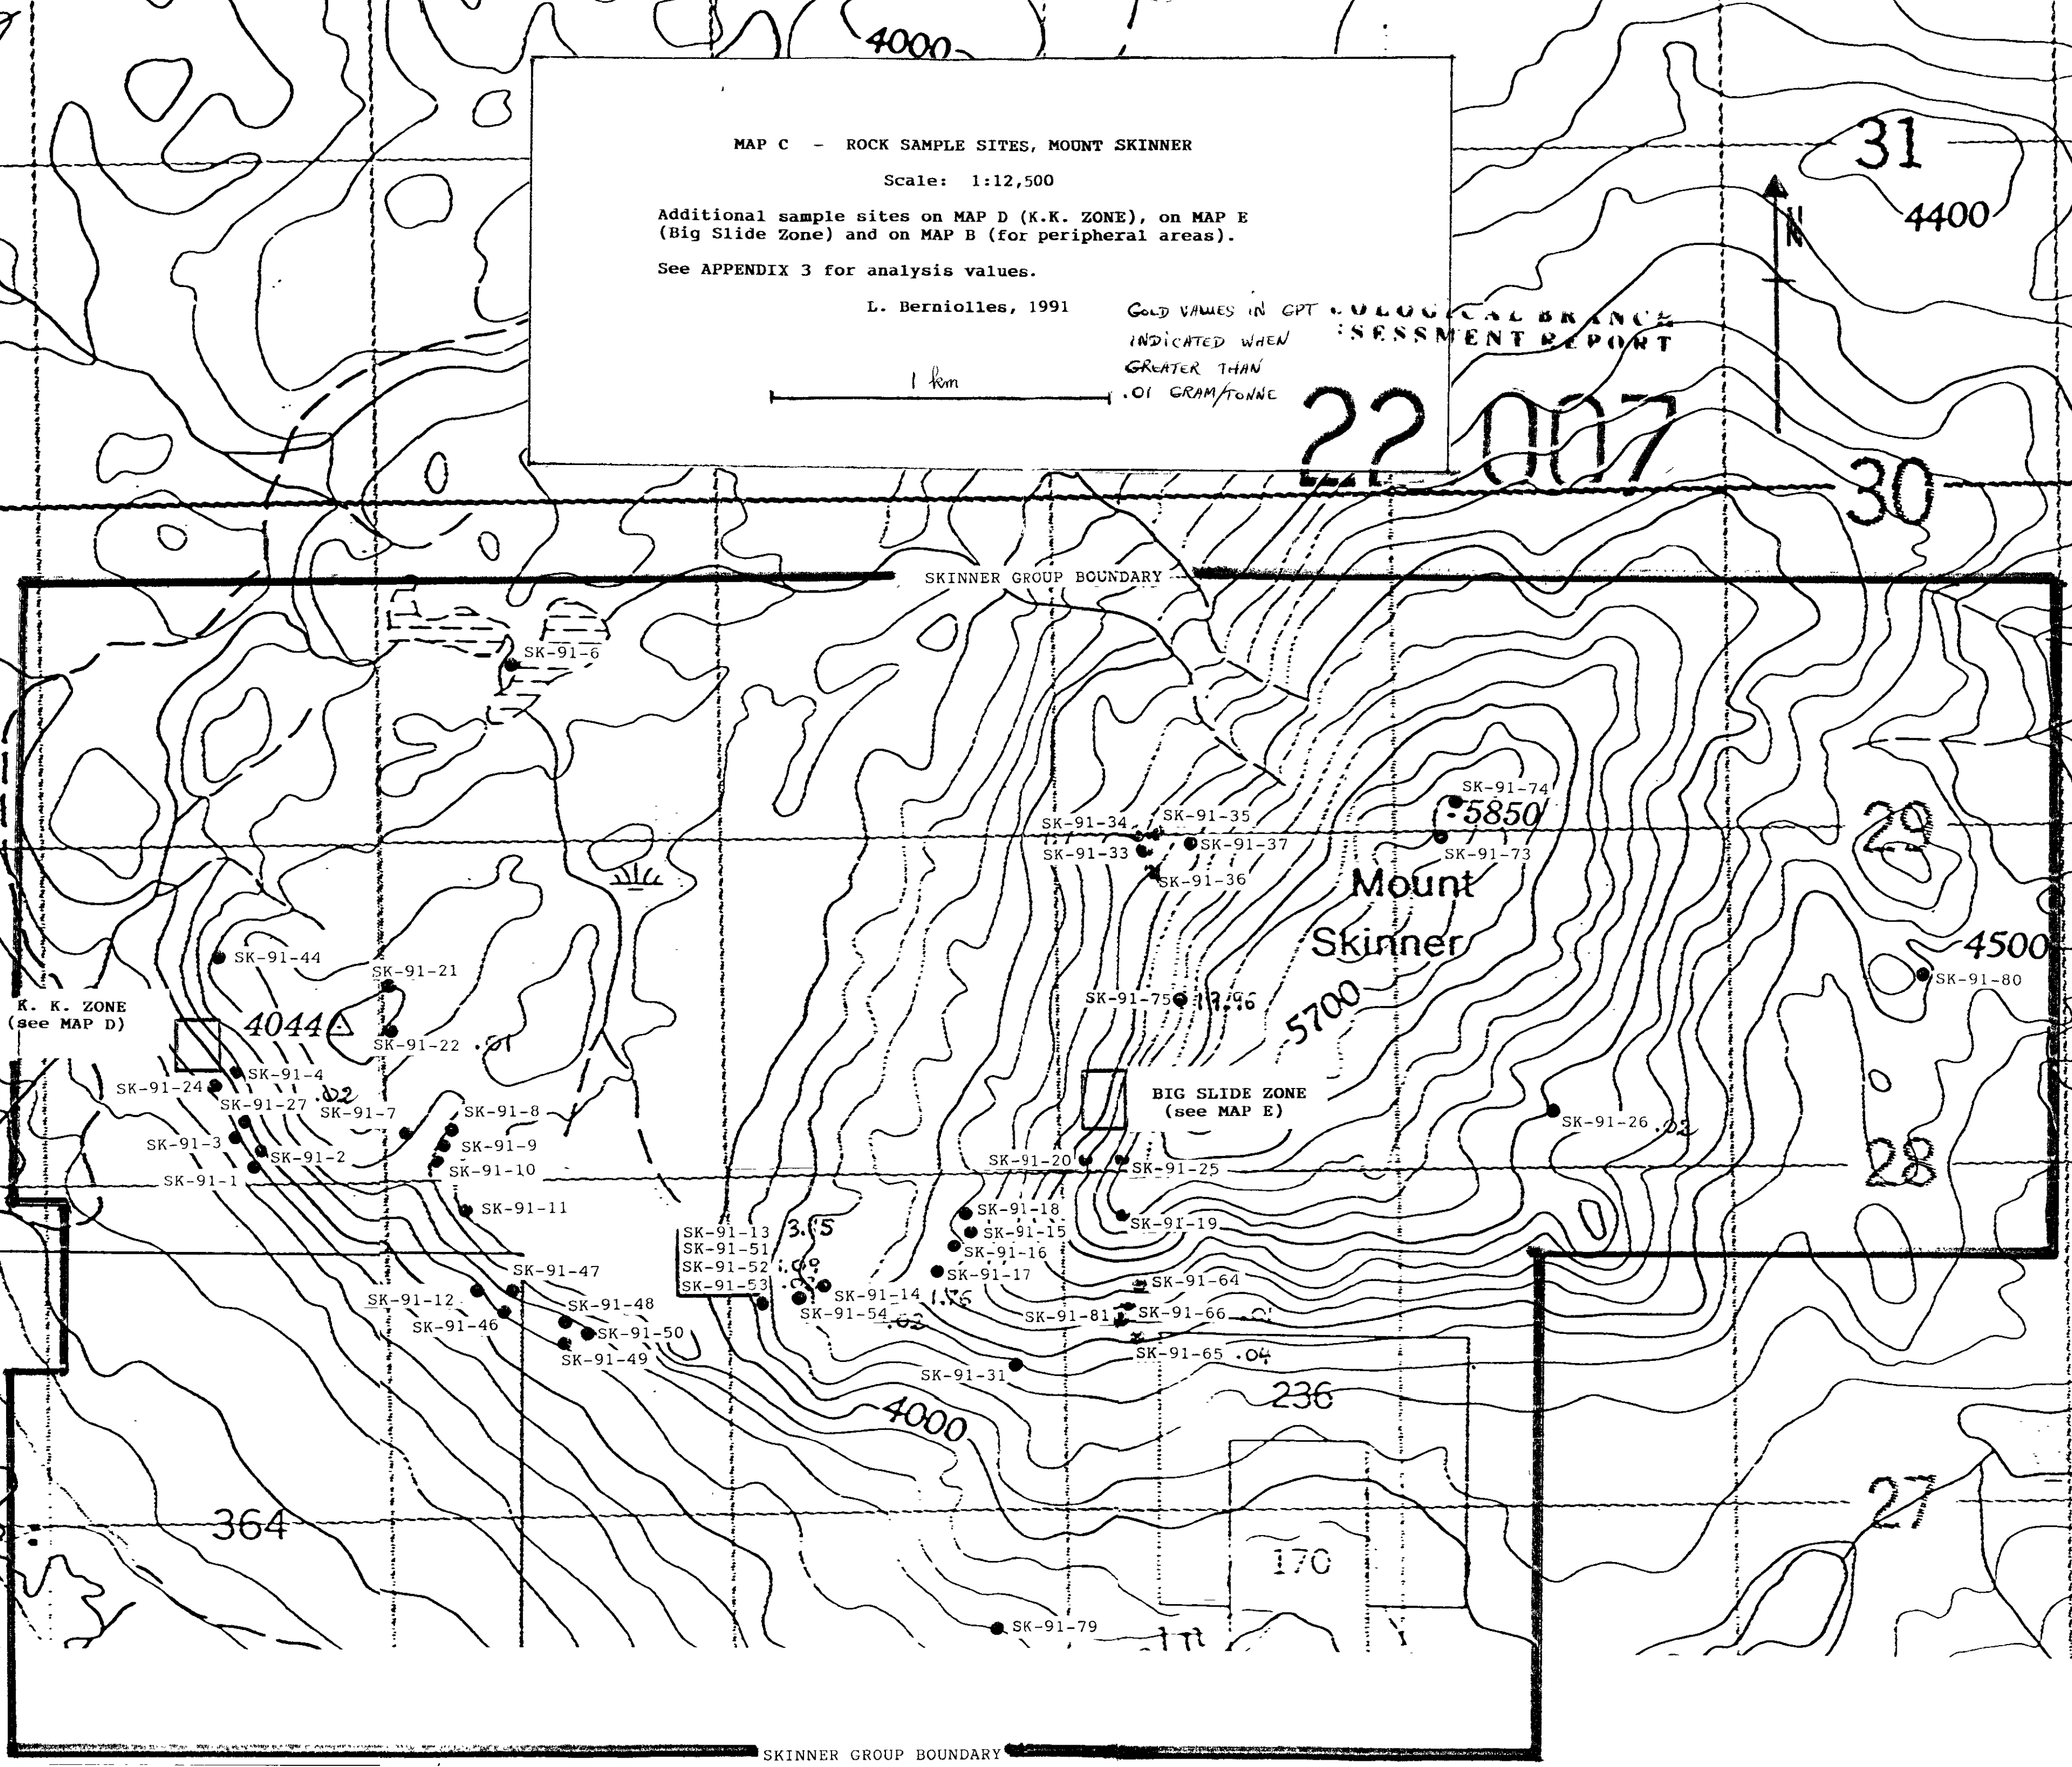 4000
MAP C - ROCK SAMPLE SITES, MOUNT SKINNER
Scale: 1:12,500
Additional sample sites on MAP D (K.K. ZONE), on MAP E
(Big Slide Zone) and on MAP B (for peripheral areas).
See APPENDIX 3 for analysis values.
L. Berniolles, 1991
GOLD VALUES IN GPT
INDICATED WHEN
GREATER THAN
.01 GRAM/TONNE
1 km
OLOGICAL BRANCH
SESSMENT REPORT
22 007
31
4400
N
30
SKINNER GROUP BOUNDARY
SK-91-6
SK-91-74
5850
SK-91-73
SK-91-34
SK-91-35
SK-91-33
SK-91-37
SK-91-36
Mount
Skinner
29
4500
SK-91-80
SK-91-44
SK-91-21
K. K. ZONE
(see MAP D)
4044
SK-91-22 .01
SK-91-75 17.96
5700
SK-91-4
SK-91-24
SK-91-27 .02
SK-91-7
SK-91-8
SK-91-3
SK-91-9
SK-91-2
SK-91-10
SK-91-1
SK-91-11
BIG SLIDE ZONE
(see MAP E)
SK-91-26 .02
28
SK-91-20
SK-91-25
SK-91-18
SK-91-15
SK-91-19
SK-91-16
SK-91-17
SK-91-13
SK-91-51
SK-91-52 .09
SK-91-53
SK-91-14
SK-91-54 .03
SK-91-47
SK-91-12
SK-91-48
SK-91-46
SK-91-50
SK-91-49
SK-91-64
SK-91-81
SK-91-66
SK-91-65 .04
SK-91-31
236
4000
364
27
170
SK-91-79
SKINNER GROUP BOUNDARY